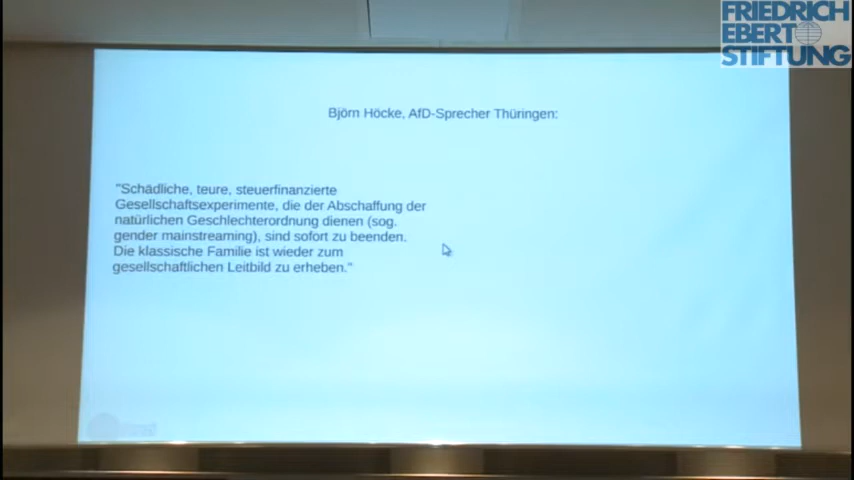 FRIEDRICH
EBERT
STIFTUNG
Björn Höcke, AfD-Sprecher Thüringen:
"Schädliche, teure, steuerfinanzierte
Gesellschaftsexperimente, die der Abschaffung der
natürlichen Geschlechterordnung dienen (sog.
gender mainstreaming), sind sofort zu beenden.
Die klassische Familie ist wieder zum
gesellschaftlichen Leitbild zu erheben."